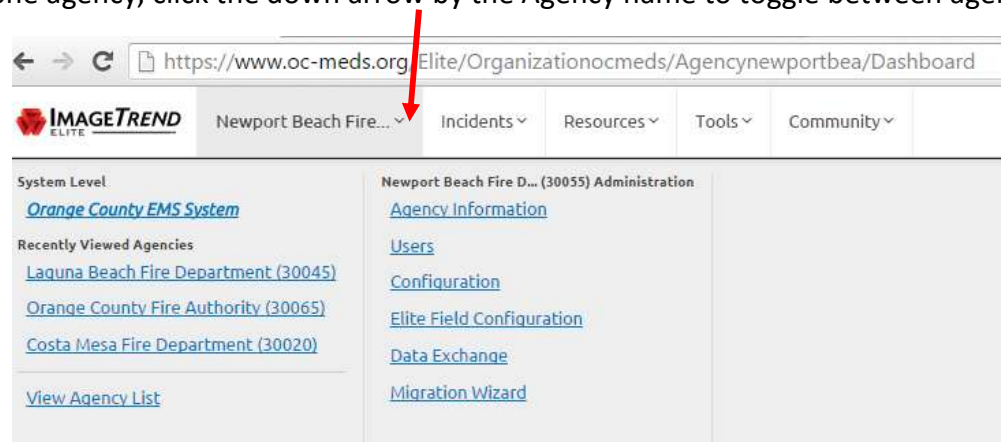 one agency, click the down arrow by the Agency name to toggle between
https://www.oc-meds.org/Elite/Organizationocmeds/Agencynewportbea/Dashboard
IMAGETREND ELITE Newport Beach Fire... Incidents Resources Tools Community
System Level
Orange County EMS System
Recently Viewed Agencies
Laguna Beach Fire Department (30045)
Orange County Fire Authority (30065)
Costa Mesa Fire Department (30020)
View Agency List
Newport Beach Fire D... (30055) Administration
Agency Information
Users
Configuration
Elite Field Configuration
Data Exchange
Migration Wizard